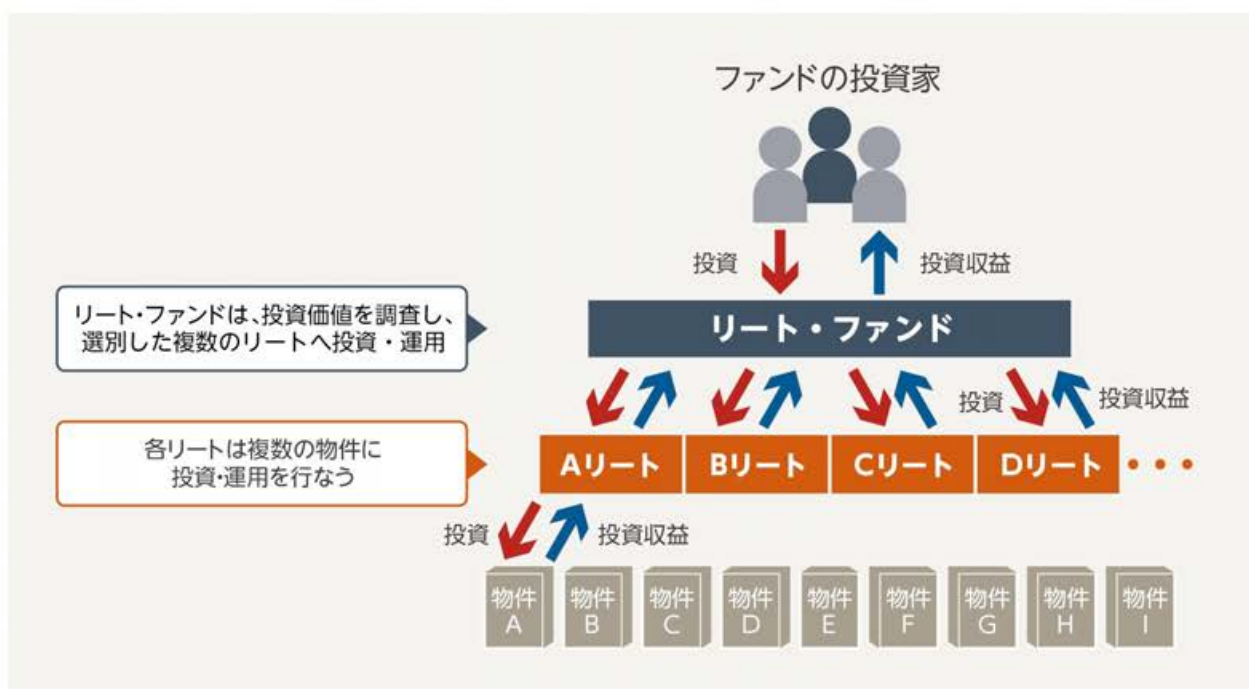 ファンドの投資家
投資
投資収益
リート・ファンドは、投資価値を調査し、
選別した複数のリートへ投資・運用
リート・ファンド
投資
投資収益
各リートは複数の物件に
投資・運用を行なう
Aリート
Bリート
Cリート
Dリート
・・・
投資
投資収益
物件
A
物件
B
物件
C
物件
D
物件
E
物件
F
物件
G
物件
H
物件
I